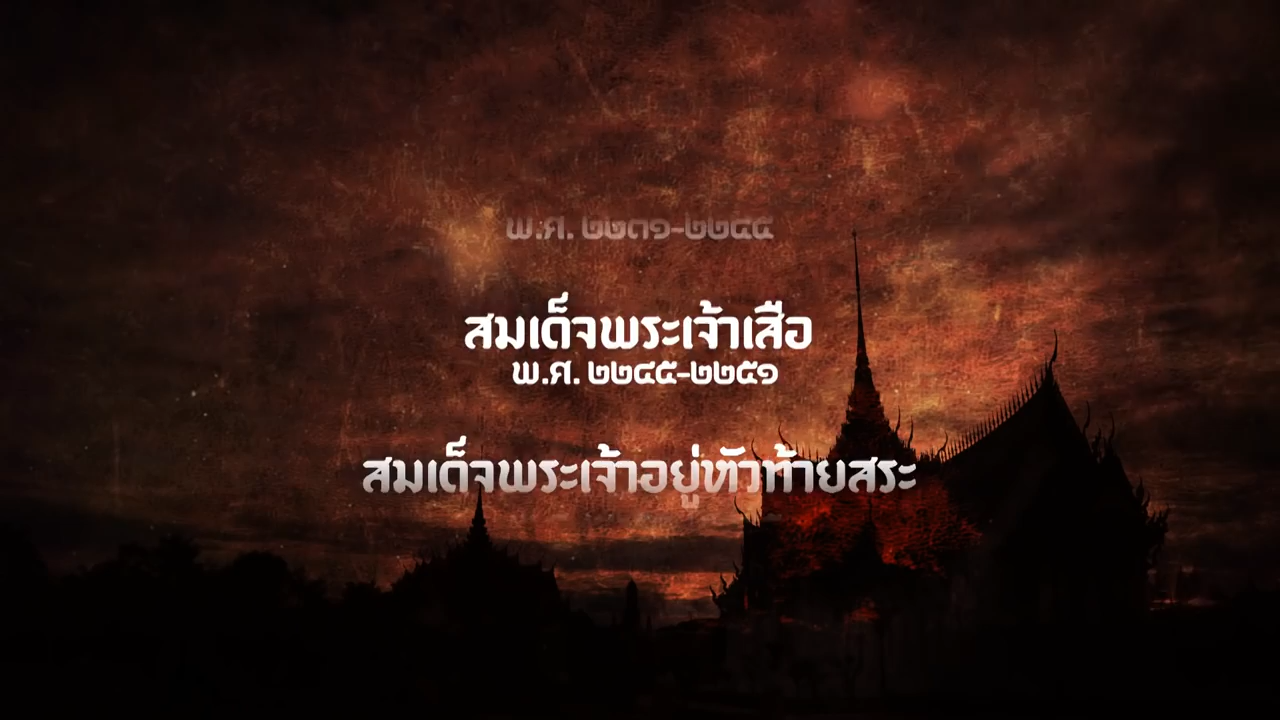 พ.ศ. ๒๒๓๑-๒๒๔๕
สมเด็จพระเจ้าเสือ
พ.ศ. ๒๒๔๕-๒๒๕๑
สมเด็จพระเจ้าอยู่หัวท้ายสระ